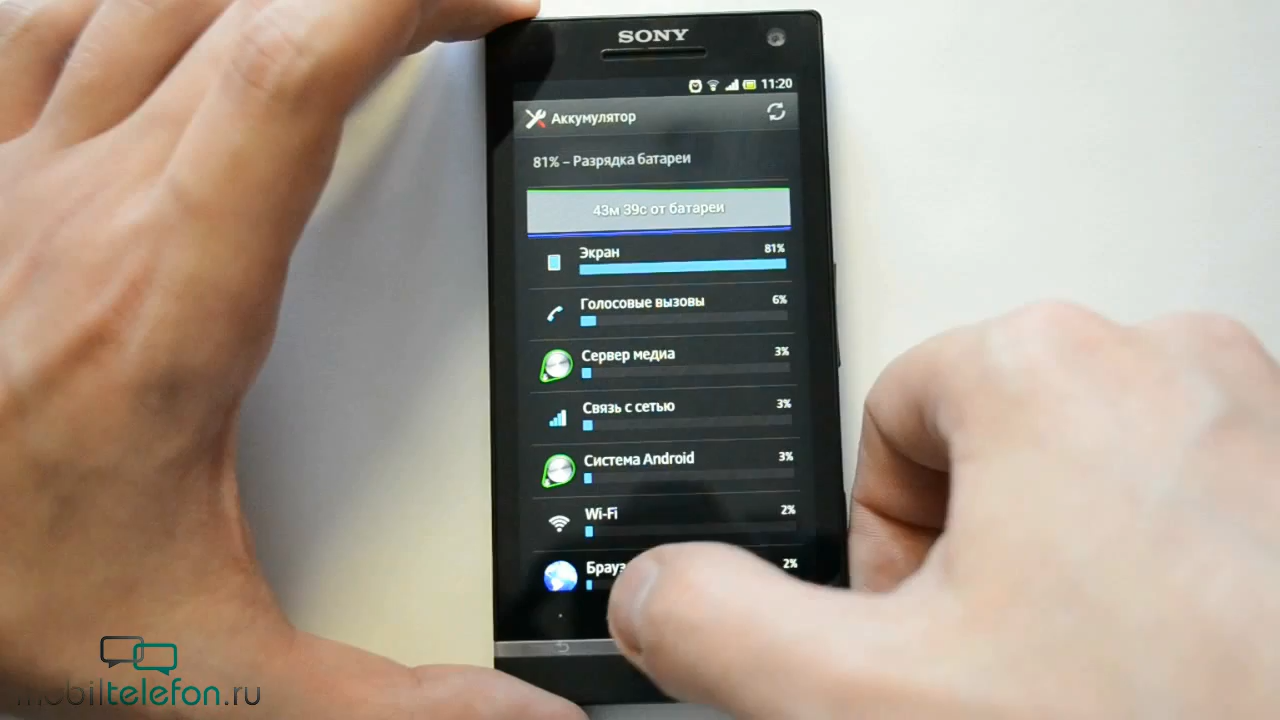 SONY
11:20
Аккумулятор
81% – Разрядка батареи
43м 39с от батареи
Экран 81%
Голосовые вызовы 6%
Сервер медиа 3%
Связь с сетью 3%
Система Android 3%
Wi-Fi 2%
Брауз 2%
mobiltelefon.ru